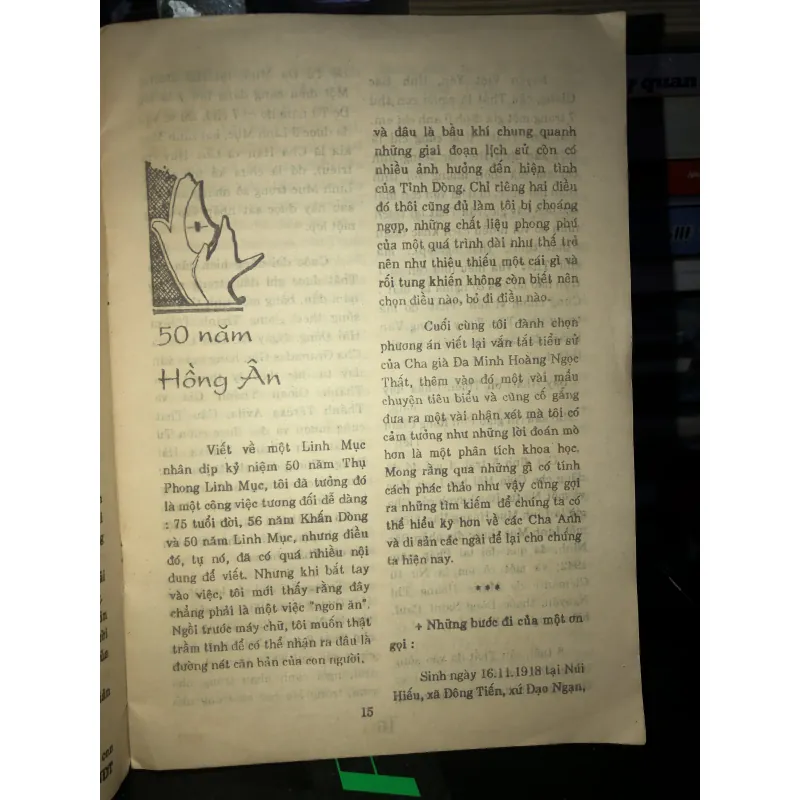 50 năm
Hồng Ân
Viết về một Linh Mục
nhân dịp kỷ niệm 50 năm Thụ
Phong Linh Mục, tôi đã tưởng đó
là một công việc tương đối dễ dàng
: 75 tuổi đời, 56 năm Khấn Dòng
và 50 năm Linh Mục, nhưng điều
đó, tự nó, đã có quá nhiều nội
dung để viết. Nhưng khi bắt tay
vào việc, tôi mới thấy rằng đây
chẳng phải là một việc "ngon ăn".
Ngồi trước máy chữ, tôi muốn thật
trầm tĩnh để có thể nhận ra đâu là
đường nét căn bản của con người,
và đâu là bầu khí chung quanh
những giai đoạn lịch sử còn có
nhiều ảnh hưởng đến hiện tình
của Tỉnh Dòng. Chỉ riêng hai điều
đó thôi cũng đủ làm tôi bị choáng
ngợp, những chất liệu phong phú
của một quá trình dài như thế trở
nên như thiệu thiếu một cái gì và
rối tung khiến không còn biết nên
chọn điều nào, bỏ đi điều nào.
Cuối cùng tôi đành chọn
phương án viết lại vắn tắt tiểu sử
của Cha già Đa Minh Hoàng Ngọc
Thất, thêm vào đó một vài mẩu
chuyện tiêu biểu và cũng cố gắng
đưa ra một vài nhận xét mà tôi có
cảm tưởng như những lời đoán mò
hơn là một phân tích khoa học.
Mong rằng qua những gì có tính
cách phác thảo như vậy cũng gợi
ra những tìm kiếm để chúng ta có
thể hiểu kỹ hơn về các Cha Anh
và di sản các ngài để lại cho chúng
ta hiện nay.
***
+ Những bước đi của một ơn
gọi :
Sinh ngày 16.11.1918 tại Núi
Hiểu, xã Đông Tiến, xứ Đạo Ngạn,
15